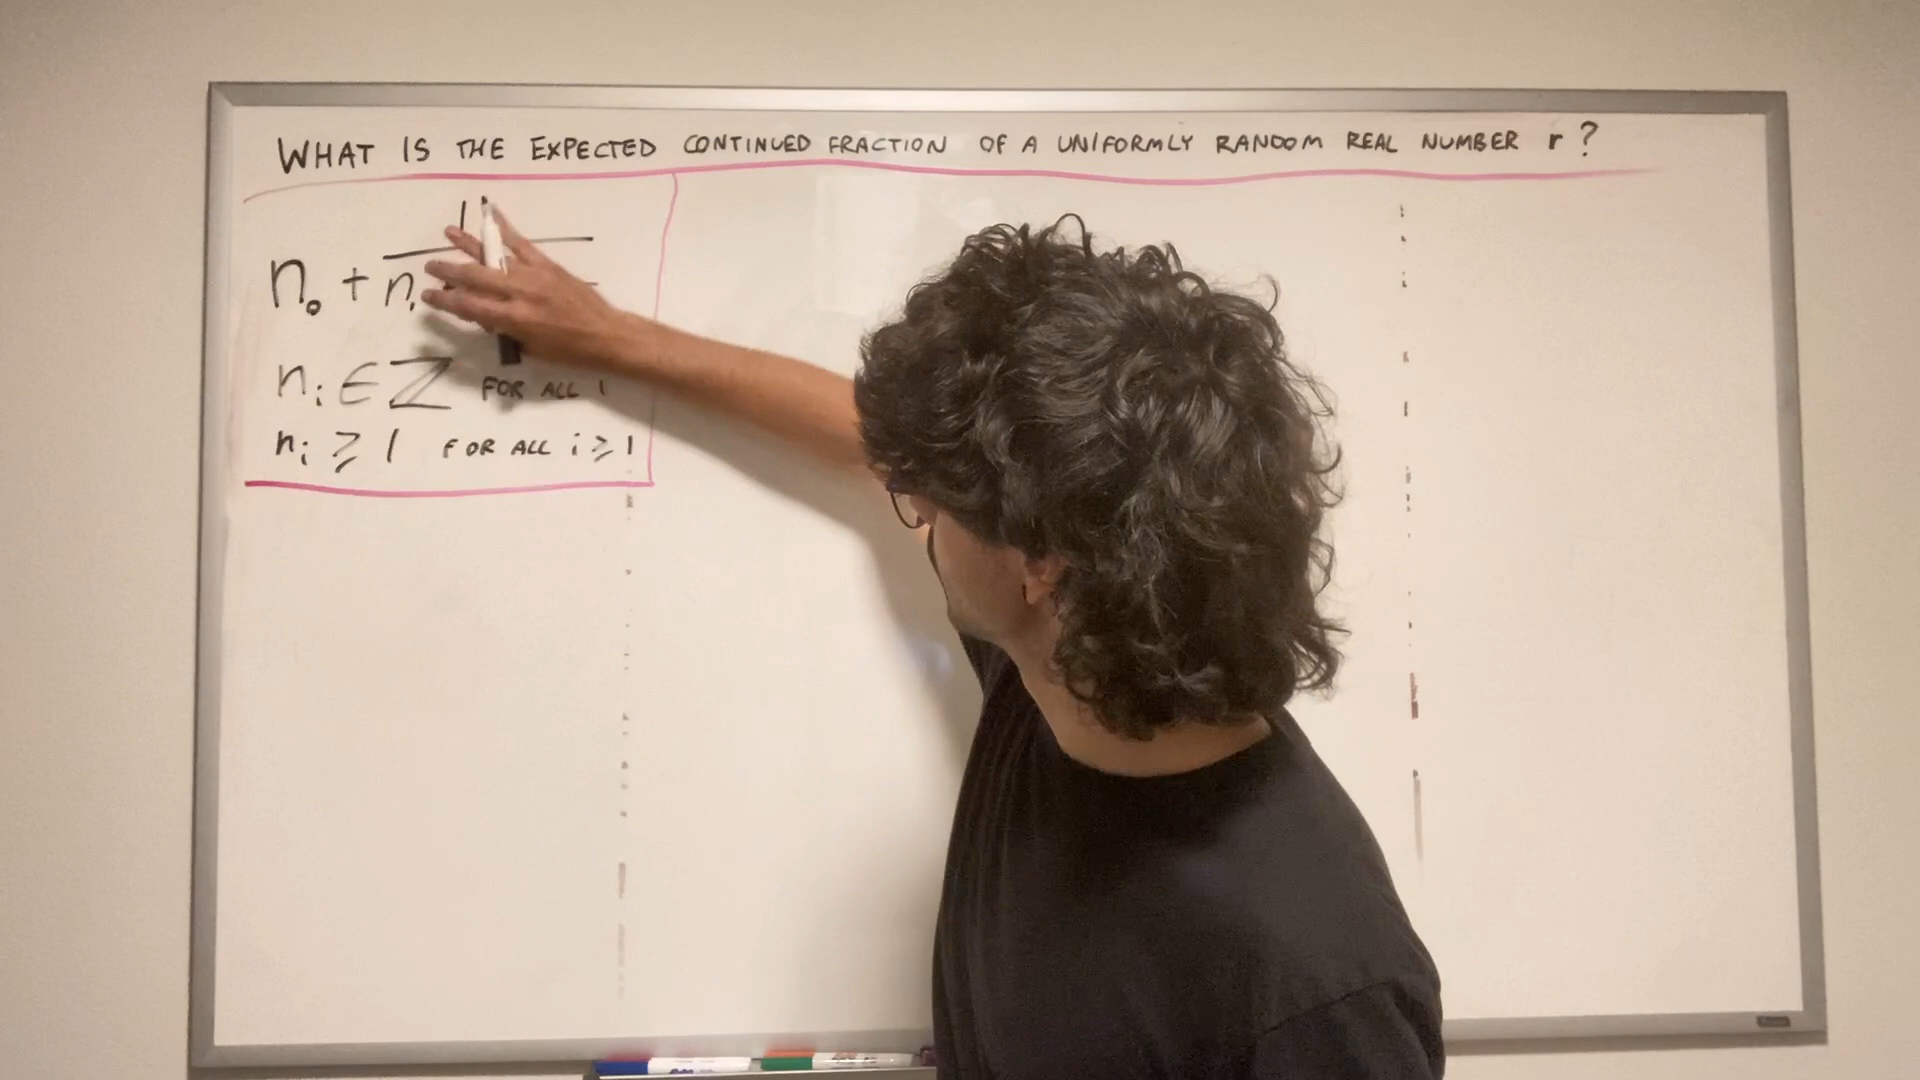 WHAT IS THE EXPECTED CONTINUED FRACTION OF A UNIFORMLY RANDOM REAL NUMBER r?
1
n₀ + n₁
nᵢ ∈ ℤ FOR ALL i
nᵢ ≥ 1 FOR ALL i ≥ 1